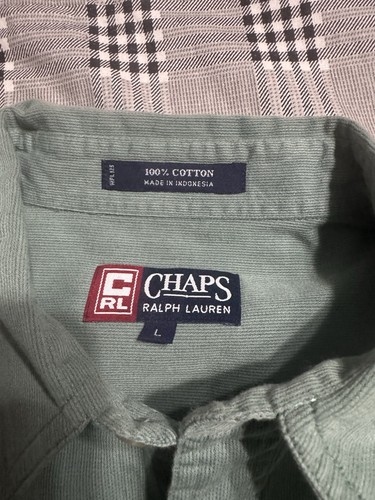 100% COTTON
MADE IN INDONESIA
C
RL
CHAPS
RALPH LAUREN
L